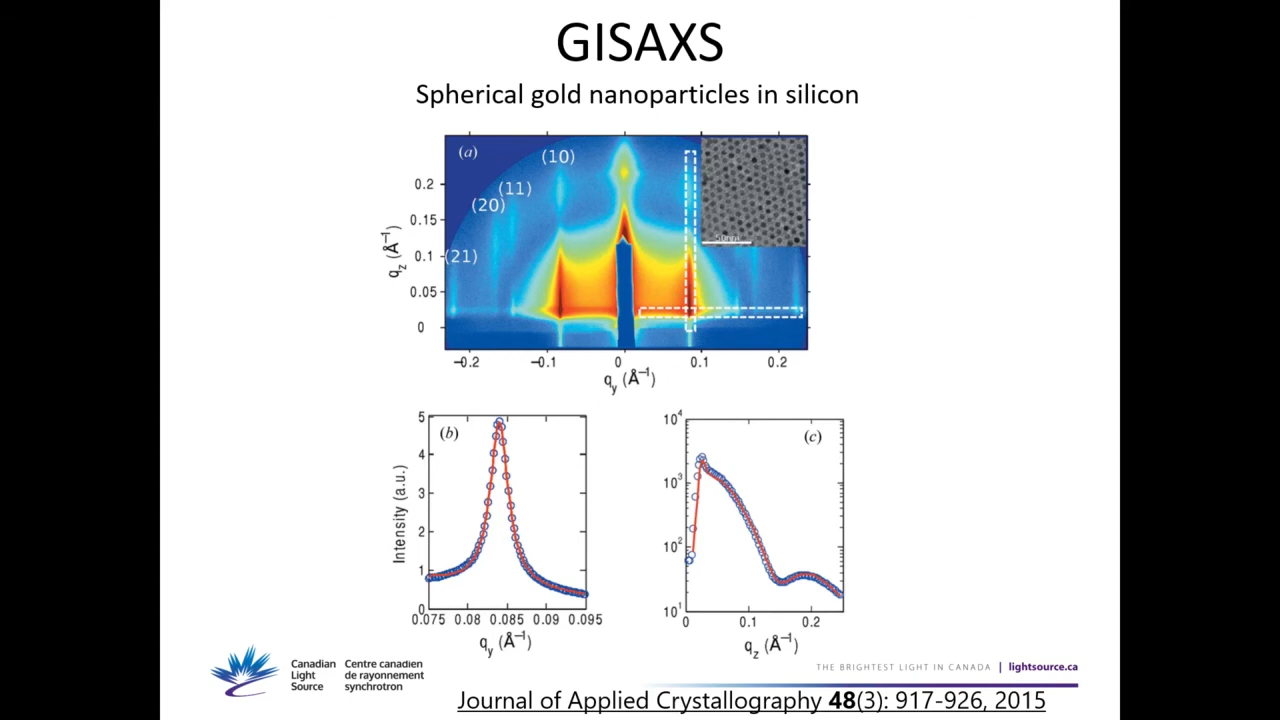 GISAXS
Spherical gold nanoparticles in silicon
(a)
(10)
(11)
(20)
(21)
50nm
0.2
0.15
0.1
0.05
0
q_z (Å⁻¹)
−0.2
−0.1
0
0.1
0.2
q_y (Å⁻¹)
(b)
5
4
3
2
1
0
Intensity (a.u.)
0.075 0.08 0.085 0.09 0.095
q_y (Å⁻¹)
(c)
10⁴
10³
10²
10¹
0
0.1
0.2
q_z (Å⁻¹)
Canadian Light Source
Centre canadien de rayonnement synchrotron
THE BRIGHTEST LIGHT IN CANADA | lightsource.ca
Journal of Applied Crystallography 48(3): 917-926, 2015